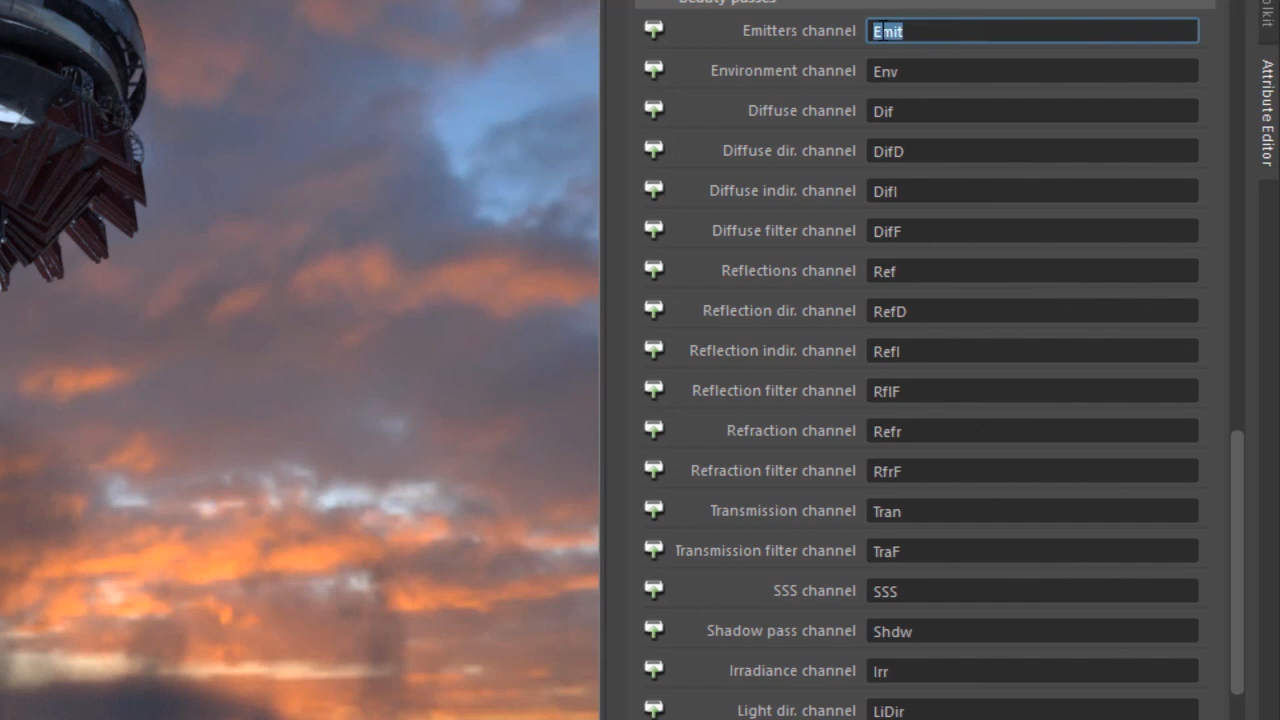 Beauty passes
Emitters channel Emit
Environment channel Env
Diffuse channel Dif
Diffuse dir. channel DifD
Diffuse indir. channel DifI
Diffuse filter channel DifF
Reflections channel Ref
Reflection dir. channel RefD
Reflection indir. channel RefI
Reflection filter channel RflF
Refraction channel Refr
Refraction filter channel RfrF
Transmission channel Tran
Transmission filter channel TraF
SSS channel SSS
Shadow pass channel Shdw
Irradiance channel Irr
Light dir. channel LiDir
olkit
Attribute Editor